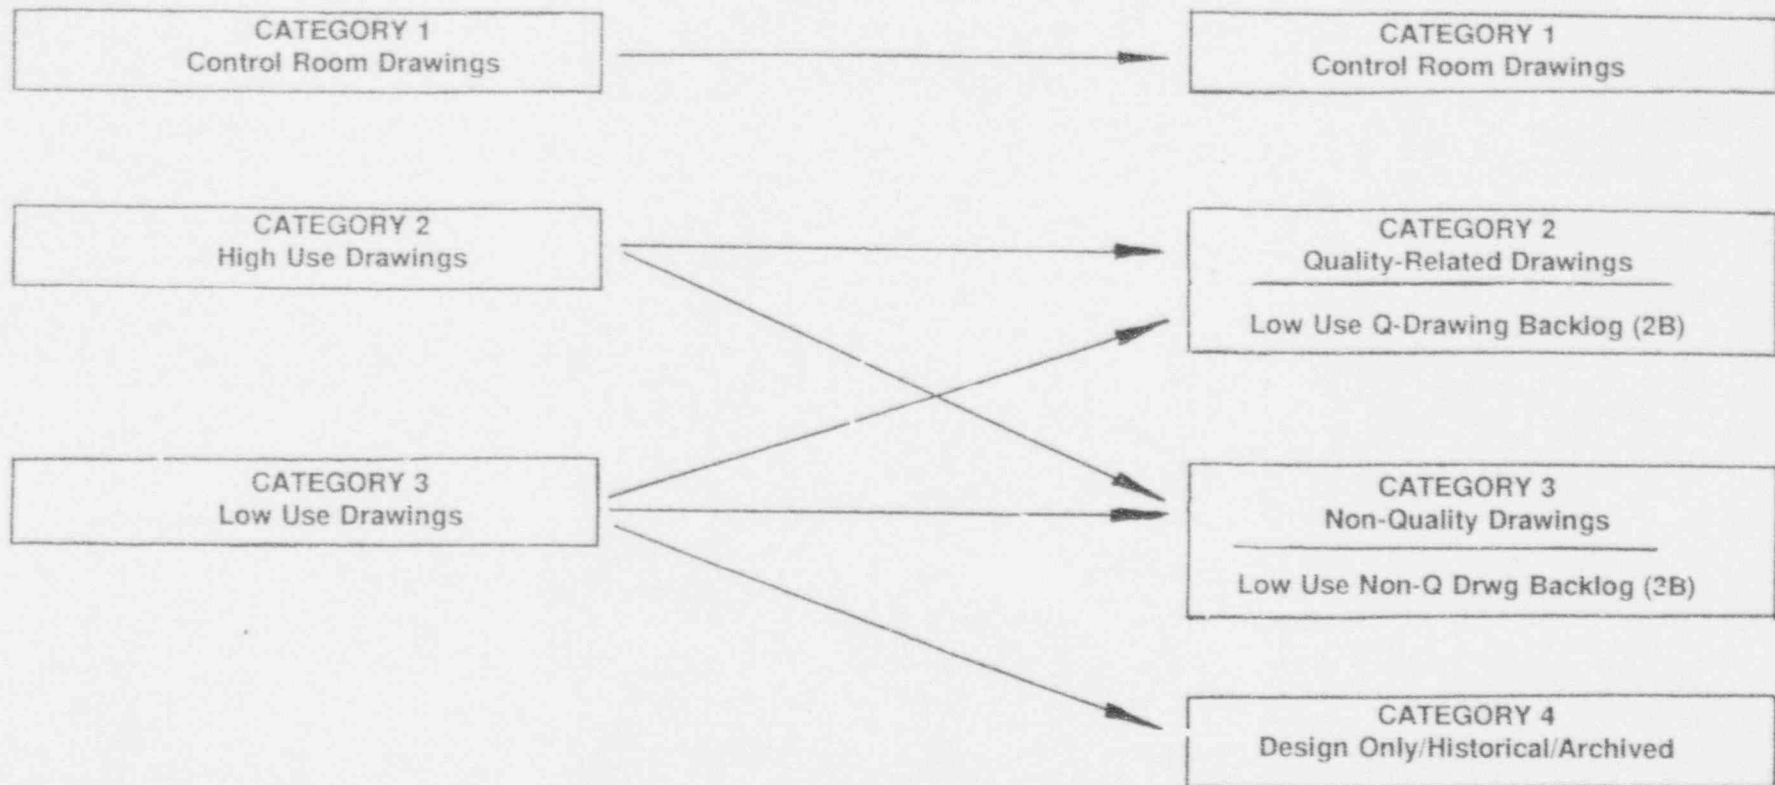 CATEGORY 1
Control Room Drawings
CATEGORY 2
High Use Drawings
CATEGORY 3
Low Use Drawings
CATEGORY 1
Control Room Drawings
CATEGORY 2
Quality-Related Drawings
Low Use Q-Drawing Backlog (2B)
CATEGORY 3
Non-Quality Drawings
Low Use Non-Q Drwg Backlog (3B)
CATEGORY 4
Design Only/Historical/Archived